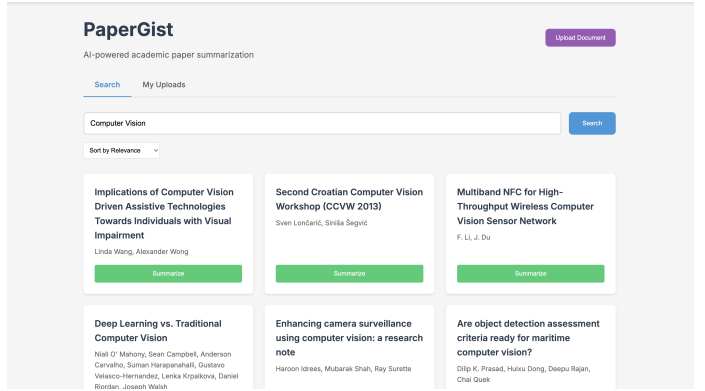 PaperGist
Upload Document
AI-powered academic paper summarization
Search
My Uploads
Computer Vision
Search
Sort by Relevance
Implications of Computer Vision
Driven Assistive Technologies
Towards Individuals with Visual
Impairment
Linda Wang, Alexander Wong
Summarize
Second Croatian Computer Vision
Workshop (CCVW 2013)
Sven Lončarić, Siniša Šegvić
Summarize
Multiband NFC for High-
Throughput Wireless Computer
Vision Sensor Network
F. Li, J. Du
Summarize
Deep Learning vs. Traditional
Computer Vision
Niall O' Mahony, Sean Campbell, Anderson
Carvalho, Suman Harapanahalli, Gustavo
Velasco-Hernandez, Lenka Krpalkova, Daniel
Riordan, Joseph Walsh
Enhancing camera surveillance
using computer vision: a research
note
Haroon Idrees, Mubarak Shah, Ray Surette
Are object detection assessment
criteria ready for maritime
computer vision?
Dilip K. Prasad, Huixu Dong, Deepu Rajan,
Chai Quek